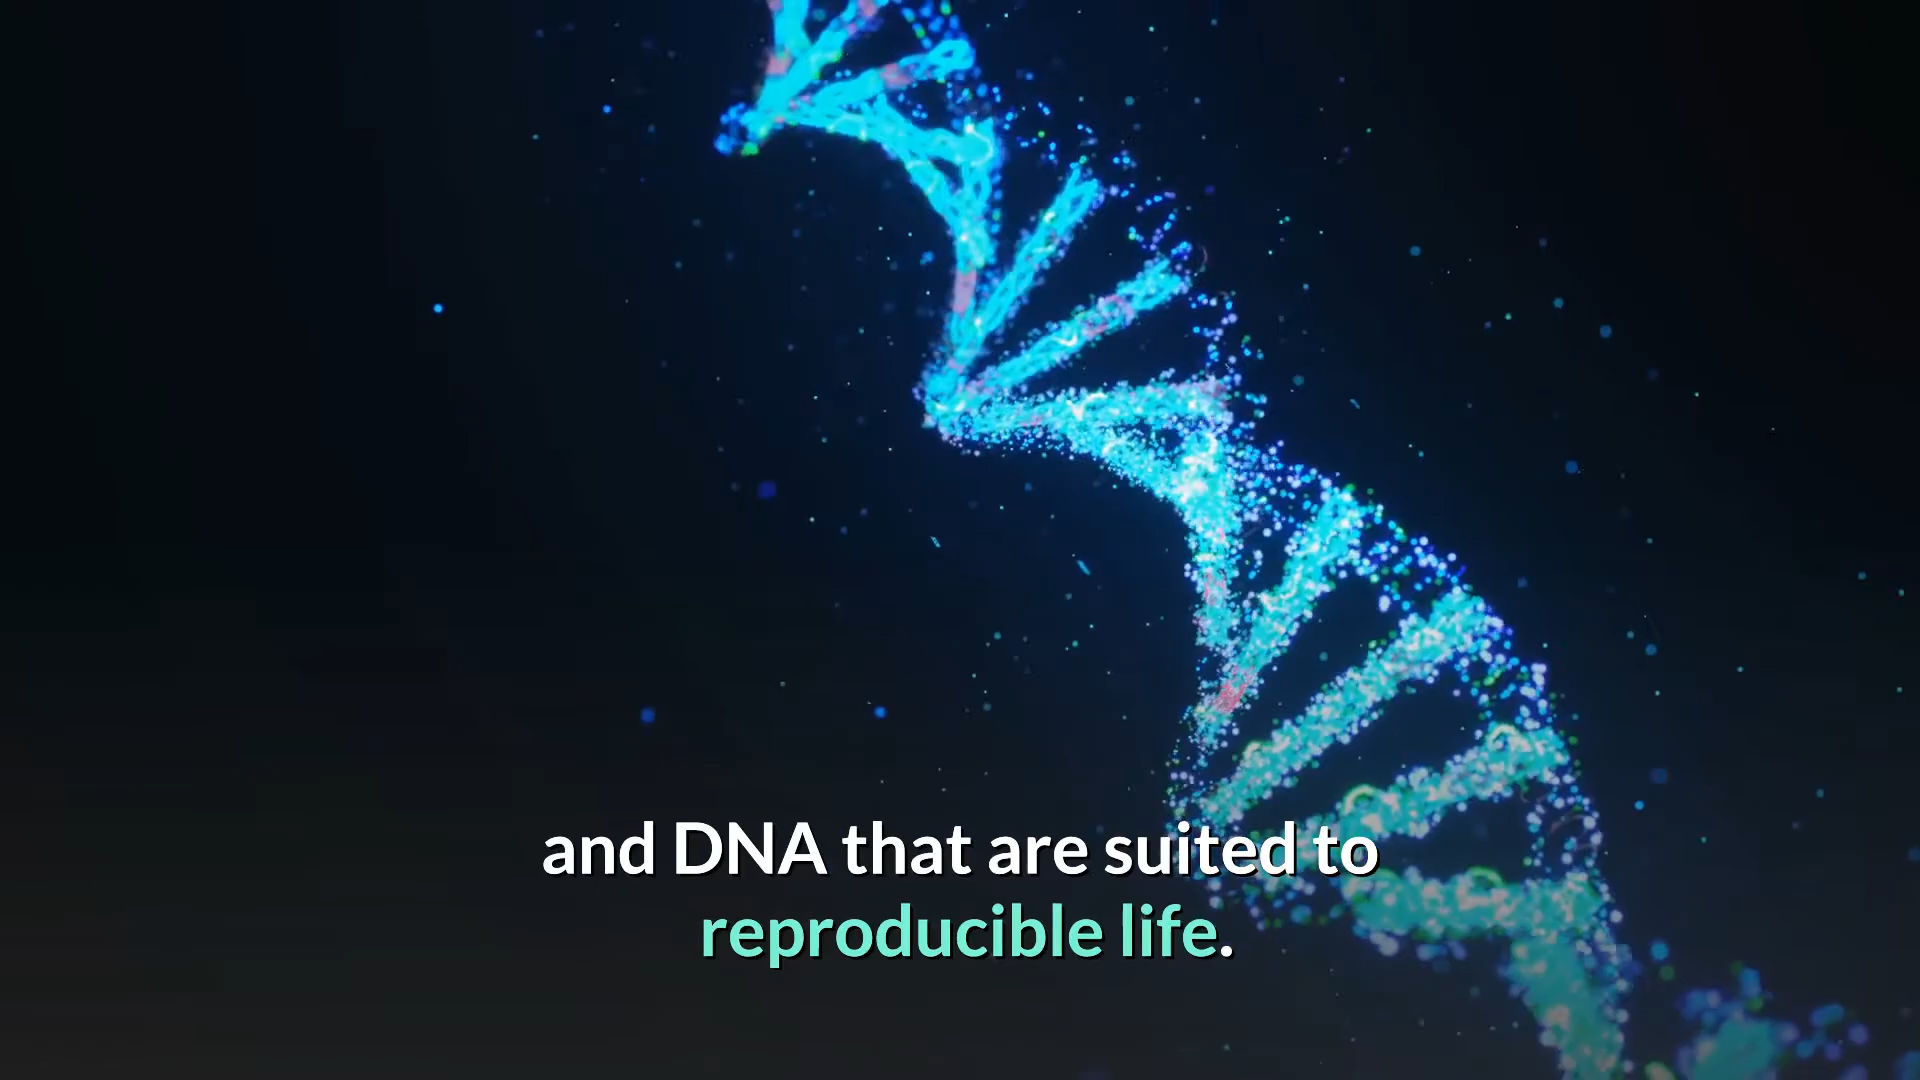 and DNA that are suited to
reproducible life.